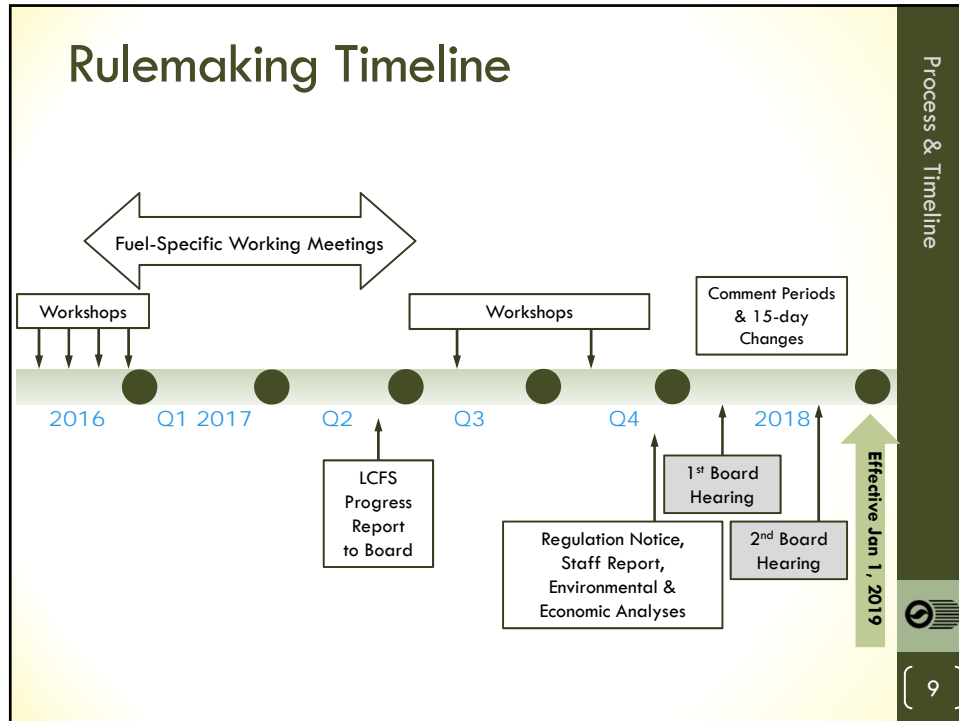 Rulemaking Timeline
Process & Timeline
Fuel-Specific Working Meetings
Workshops
Workshops
Comment Periods
& 15-day
Changes
2016
Q1 2017
Q2
Q3
Q4
2018
LCFS
Progress
Report
to Board
Regulation Notice,
Staff Report,
Environmental &
Economic Analyses
1st Board
Hearing
2nd Board
Hearing
Effective Jan 1, 2019
9